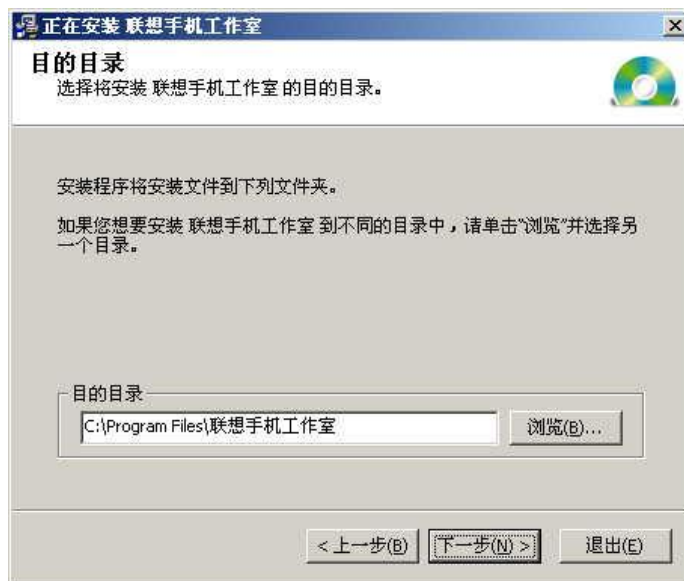 正在安装 联想手机工作室
目的目录
选择将安装 联想手机工作室 的目的目录。
安装程序将安装文件到下列文件夹。
如果您想要安装 联想手机工作室 到不同的目录中，请单击“浏览”并选择另
一个目录。
目的目录
C:\Program Files\联想手机工作室
浏览(B)...
< 上一步(B)
下一步(N) >
退出(E)